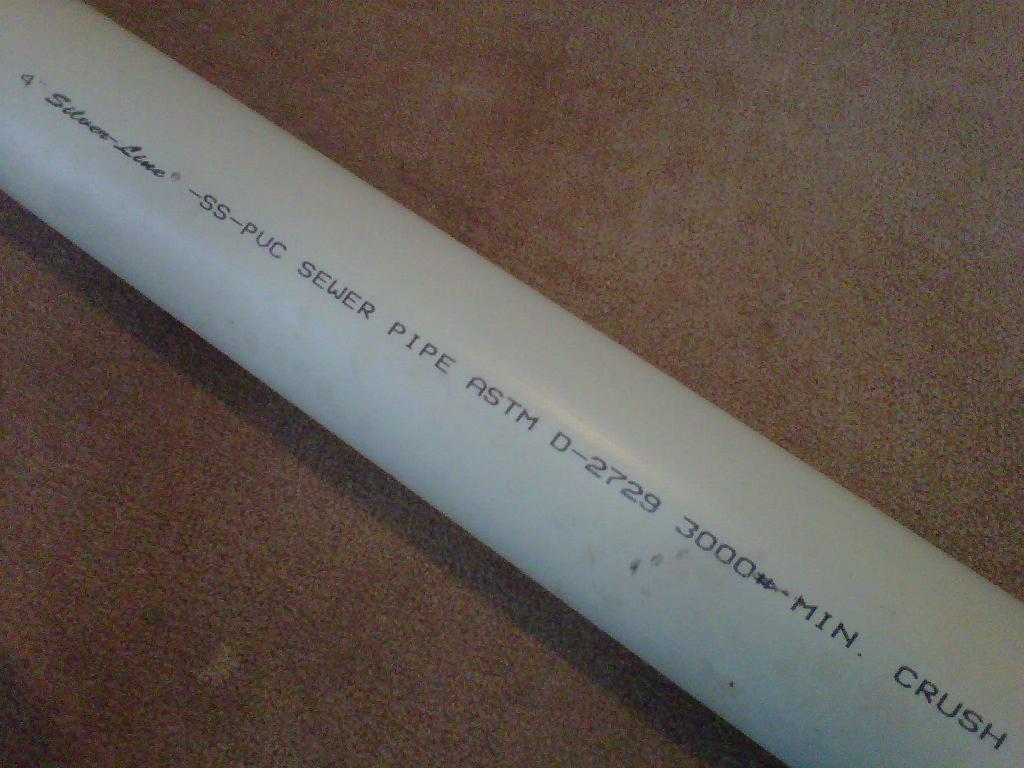 4" Silver-Line® -SS-PVC SEWER PIPE ASTM D-2729 3000# MIN. CRUSH